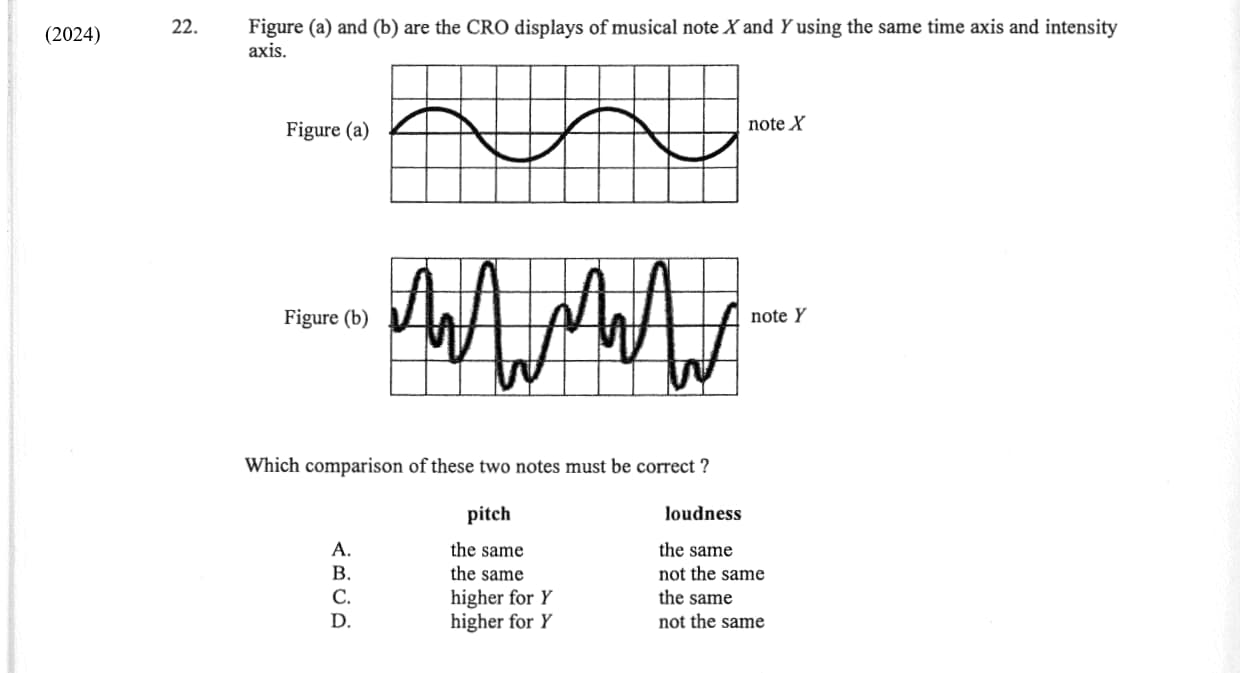 (2024)
22. Figure (a) and (b) are the CRO displays of musical note X and Y using the same time axis and intensity
axis.
Figure (a)
note X
Figure (b)
note Y
Which comparison of these two notes must be correct ?
pitch loudness
A. the same the same
B. the same not the same
C. higher for Y the same
D. higher for Y not the same